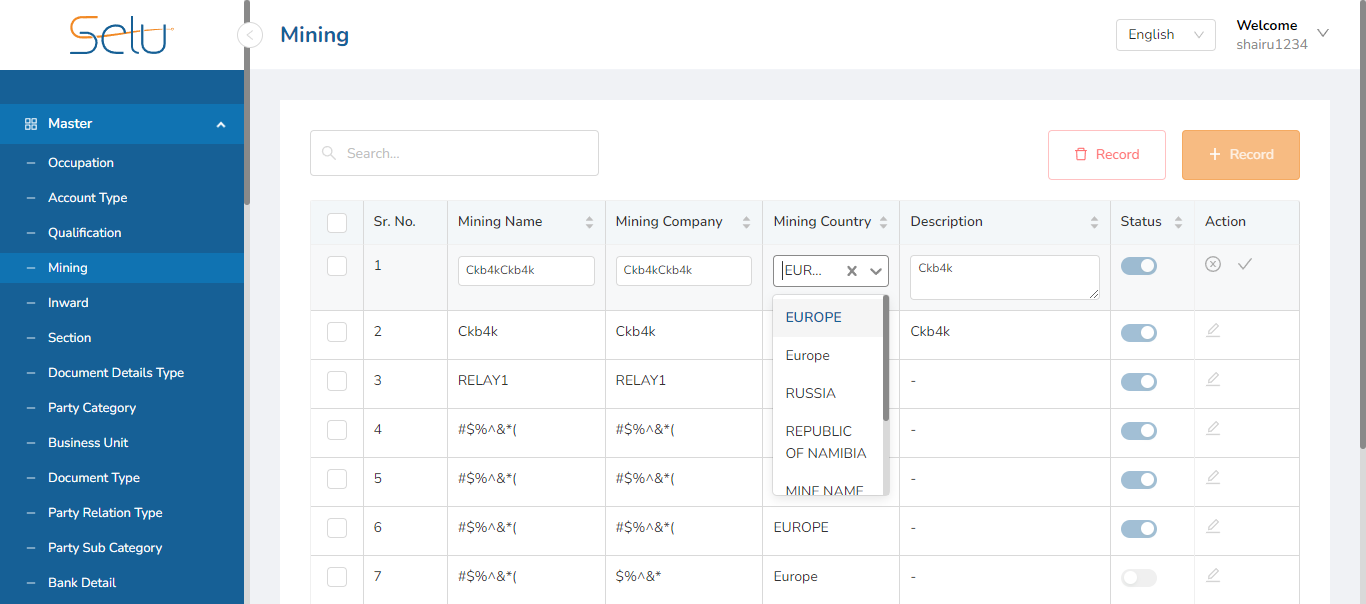 Selu
Mining
English
Welcome
shairu1234
Master
Occupation
Account Type
Qualification
Mining
Inward
Section
Document Details Type
Party Category
Business Unit
Document Type
Party Relation Type
Party Sub Category
Bank Detail
Search...
Record
+ Record
Sr. No. Mining Name Mining Company Mining Country Description Status Action
1 Ckb4kCkb4k Ckb4kCkb4k EUR... Ckb4k
EUROPE
Europe
RUSSIA
REPUBLIC
OF NAMIBIA
MINE NAME
2 Ckb4k Ckb4k Ckb4k
3 RELAY1 RELAY1 -
4 #$%^&*( #$%^&*( -
5 #$%^&*( #$%^&*( -
6 #$%^&*( #$%^&*( EUROPE -
7 #$%^&*( $%^&* Europe -